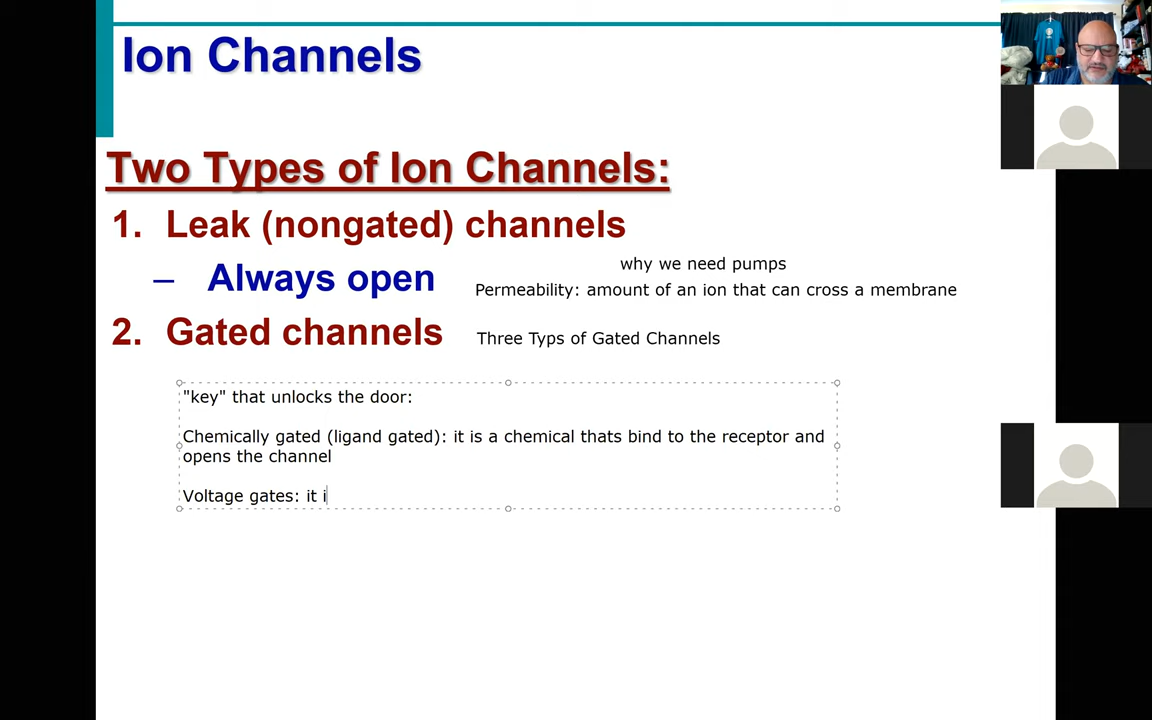 Ion Channels
Two Types of Ion Channels:
1. Leak (nongated) channels
why we need pumps
– Always open
Permeability: amount of an ion that can cross a membrane
2. Gated channels
Three Typs of Gated Channels
"key" that unlocks the door:
Chemically gated (ligand gated): it is a chemical thats bind to the receptor and
opens the channel
Voltage gates: it i